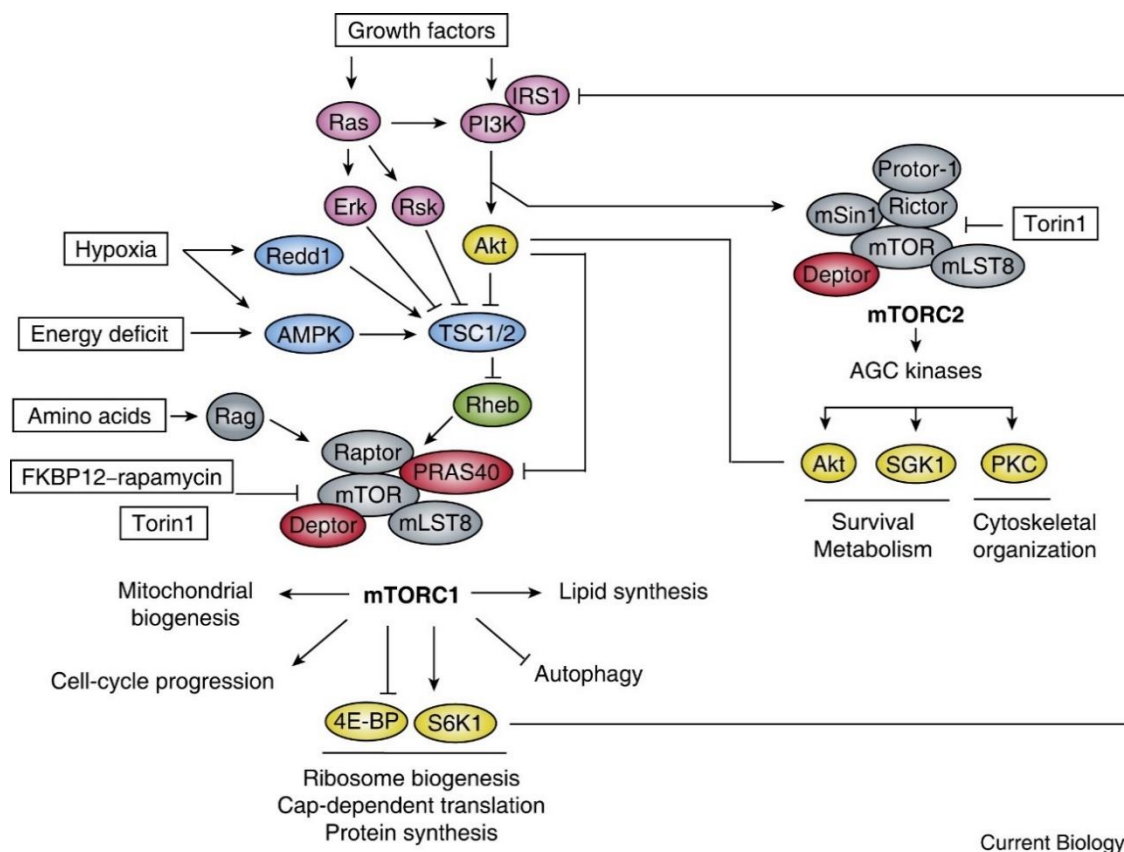 Growth factors
IRS1
Ras
PI3K
Protor-1
Erk
Rsk
mSin1
Rictor
Torin1
Hypoxia
Redd1
Akt
mTOR
Deptor
mLST8
mTORC2
Energy deficit
AMPK
TSC1/2
AGC kinases
Amino acids
Rag
Rheb
Raptor
PRAS40
Akt
SGK1
PKC
FKBP12–rapamycin
mTOR
Torin1
Deptor
mLST8
Survival
Metabolism
Cytoskeletal
organization
Mitochondrial
biogenesis
mTORC1
Lipid synthesis
Cell-cycle progression
Autophagy
4E-BP
S6K1
Ribosome biogenesis
Cap-dependent translation
Protein synthesis
Current Biology